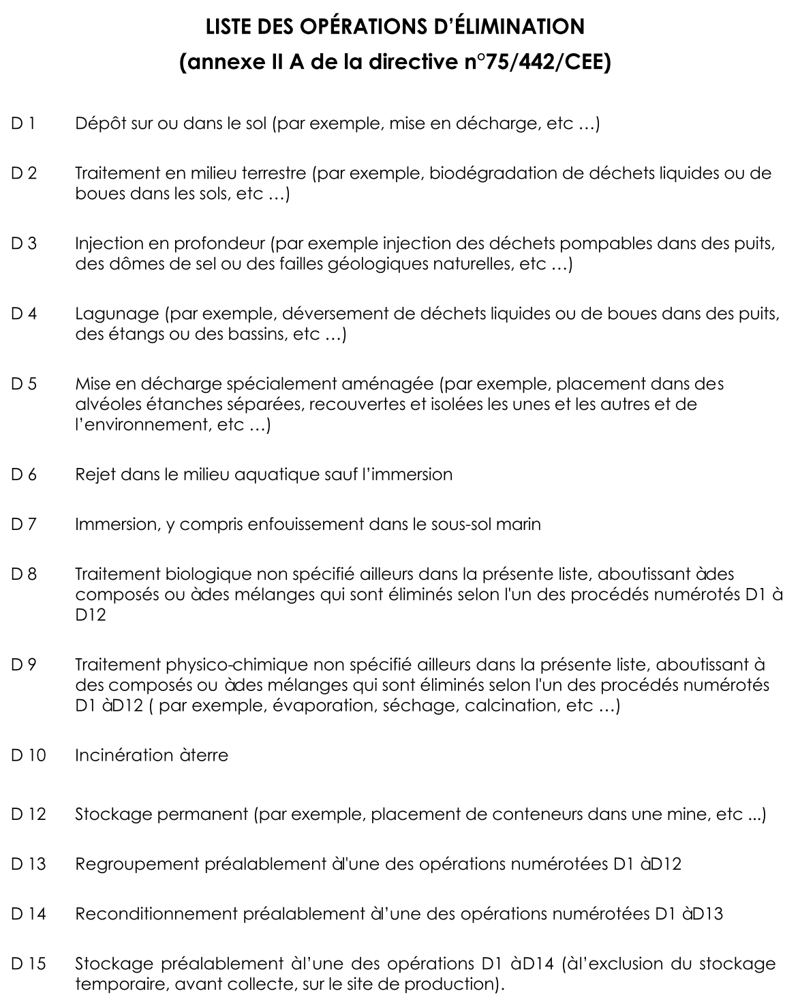 LISTE DES OPÉRATIONS D’ÉLIMINATION
(annexe II A de la directive n°75/442/CEE)
D 1 Dépôt sur ou dans le sol (par exemple, mise en décharge, etc …)
D 2 Traitement en milieu terrestre (par exemple, biodégradation de déchets liquides ou de
boues dans les sols, etc …)
D 3 Injection en profondeur (par exemple injection des déchets pompables dans des puits,
des dômes de sel ou des failles géologiques naturelles, etc …)
D 4 Lagunage (par exemple, déversement de déchets liquides ou de boues dans des puits,
des étangs ou des bassins, etc …)
D 5 Mise en décharge spécialement aménagée (par exemple, placement dans des
alvéoles étanches séparées, recouvertes et isolées les unes et les autres et de
l’environnement, etc …)
D 6 Rejet dans le milieu aquatique sauf l’immersion
D 7 Immersion, y compris enfouissement dans le sous-sol marin
D 8 Traitement biologique non spécifié ailleurs dans la présente liste, aboutissant àdes
composés ou àdes mélanges qui sont éliminés selon l'un des procédés numérotés D1 à
D12
D 9 Traitement physico-chimique non spécifié ailleurs dans la présente liste, aboutissant à
des composés ou àdes mélanges qui sont éliminés selon l'un des procédés numérotés
D1 àD12 ( par exemple, évaporation, séchage, calcination, etc …)
D 10 Incinération àterre
D 12 Stockage permanent (par exemple, placement de conteneurs dans une mine, etc ...)
D 13 Regroupement préalablement àl'une des opérations numérotées D1 àD12
D 14 Reconditionnement préalablement àl’une des opérations numérotées D1 àD13
D 15 Stockage préalablement àl’une des opérations D1 àD14 (àl’exclusion du stockage
temporaire, avant collecte, sur le site de production).